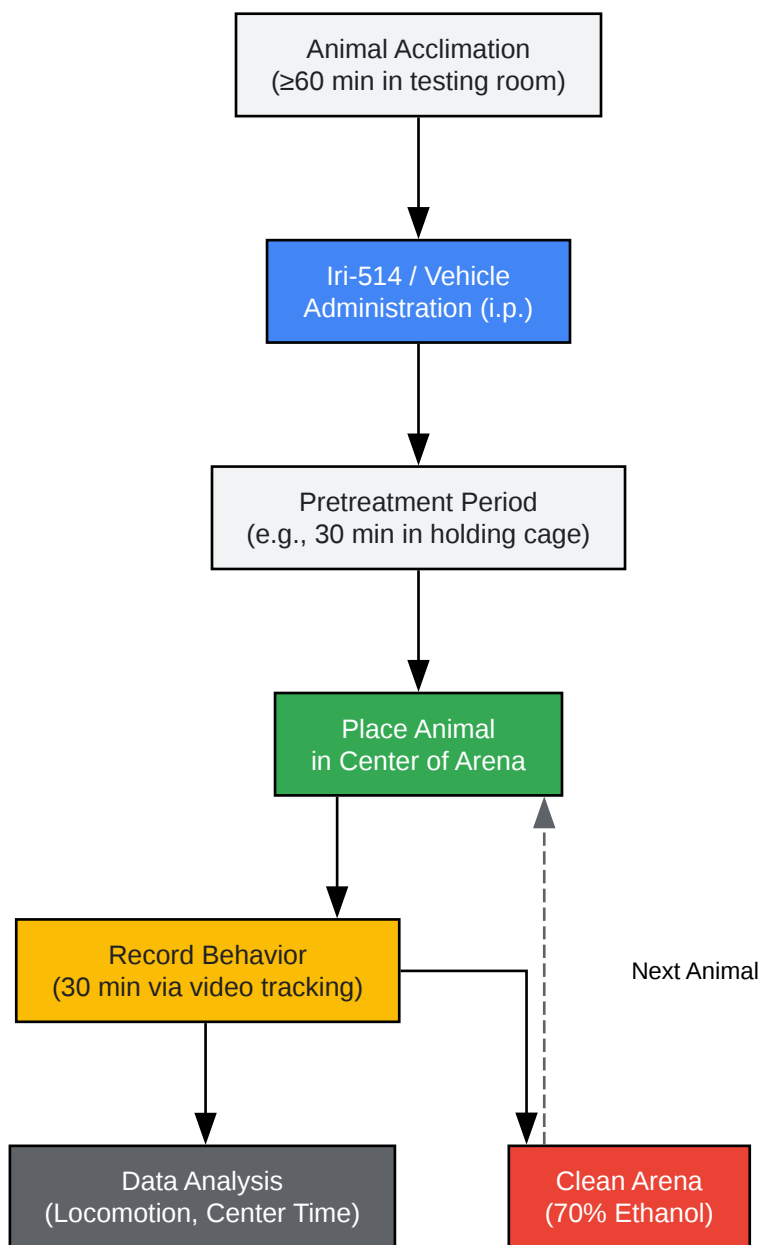 Animal Acclimation
(≥60 min in testing room)
Iri-514 / Vehicle
Administration (i.p.)
Pretreatment Period
(e.g., 30 min in holding cage)
Place Animal
in Center of Arena
Record Behavior
(30 min via video tracking)
Next Animal
Data Analysis
(Locomotion, Center Time)
Clean Arena
(70% Ethanol)